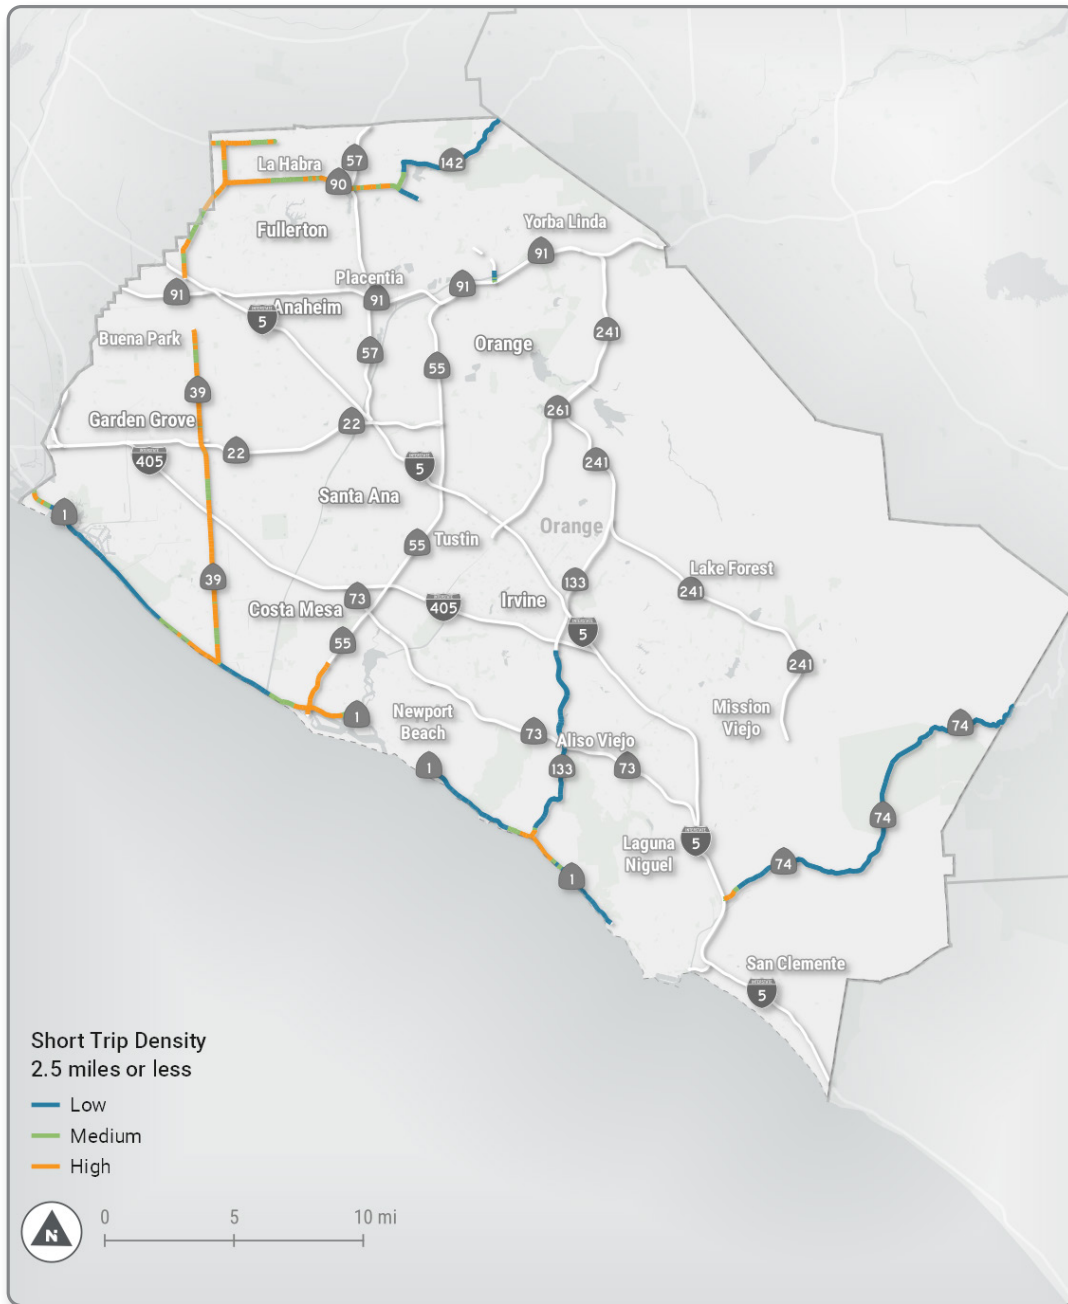 57
142
La Habra
90
Yorba Linda
Fullerton
91
Placentia
91
91
91
Anaheim
5
241
Buena Park
57
Orange
55
39
261
Garden Grove
22
22
241
405
5
Santa Ana
1
Orange
55
Tustin
Lake Forest
133
39
241
73
405
Irvine
Costa Mesa
5
55
241
Newport
Beach
1
Mission
Viejo
74
73
Aliso Viejo
1
133
73
74
Laguna
Niguel
5
74
1
San Clemente
5
Short Trip Density
2.5 miles or less
Low
Medium
High
N
0 5 10 mi